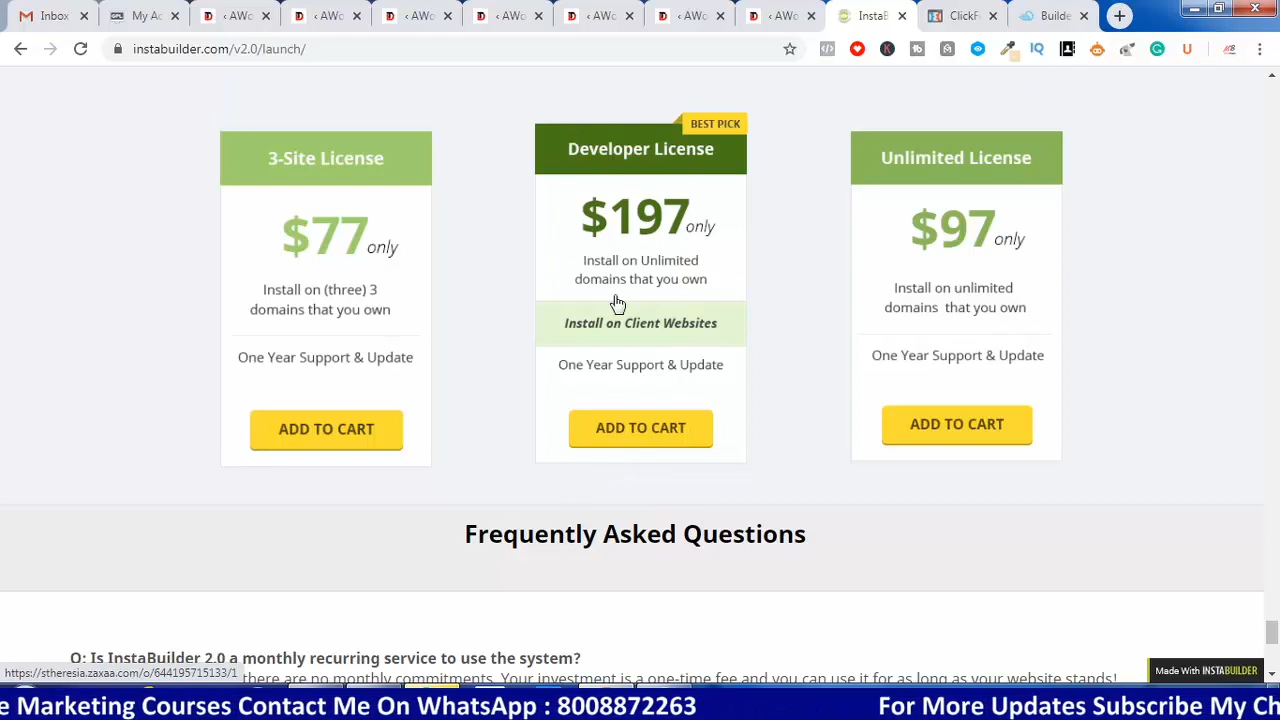 Inbox
My Ac
‹ AWo
‹ AWo
‹ AWo
‹ AWo
‹ AWo
‹ AWo
‹ AWo
InstaB
ClickF
Builde
instabuilder.com/v2.0/launch/
BEST PICK
3-Site License
$77 only
Install on (three) 3
domains that you own
One Year Support & Update
ADD TO CART
Developer License
$197 only
Install on Unlimited
domains that you own
Install on Client Websites
One Year Support & Update
ADD TO CART
Unlimited License
$97 only
Install on unlimited
domains that you own
One Year Support & Update
ADD TO CART
Frequently Asked Questions
Q: Is InstaBuilder 2.0 a monthly recurring service to use the system?
there are no monthly commitments. Your investment is a one-time fee and you can use it for as long as your website stands!
https://stheresia.zaxaa.com/o/644195715133/1
Made With INSTABUILDER
e Marketing Courses Contact Me On WhatsApp : 8008872263
For More Updates Subscribe My Ch